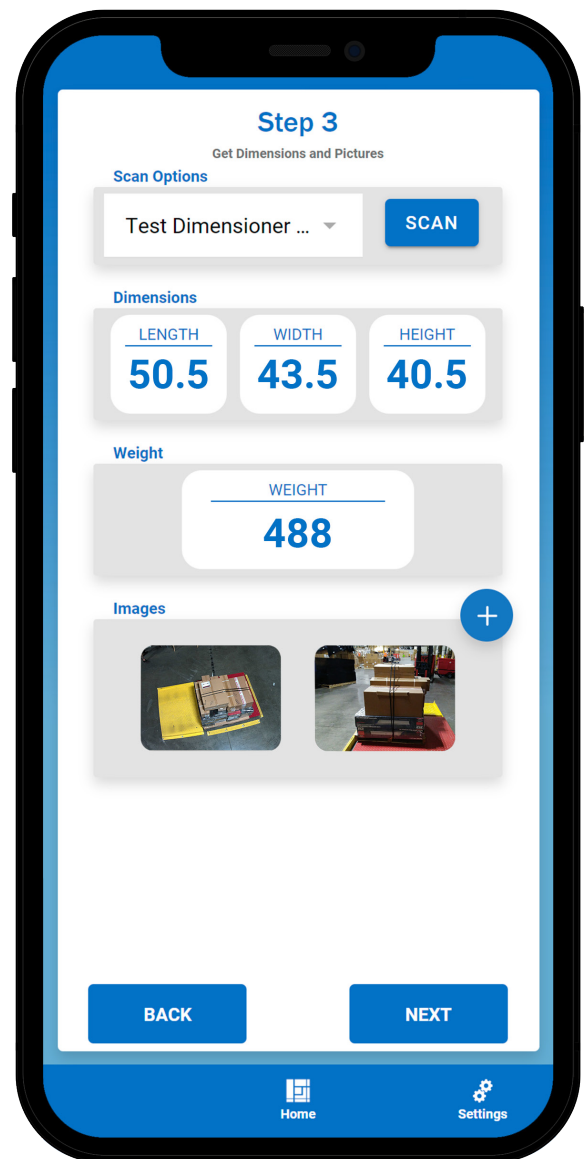 Step 3
Get Dimensions and Pictures
Scan Options
Test Dimensioner ...
SCAN
Dimensions
LENGTH WIDTH HEIGHT
50.5 43.5 40.5
Weight
WEIGHT
488
Images
+
BACK NEXT
Home Settings